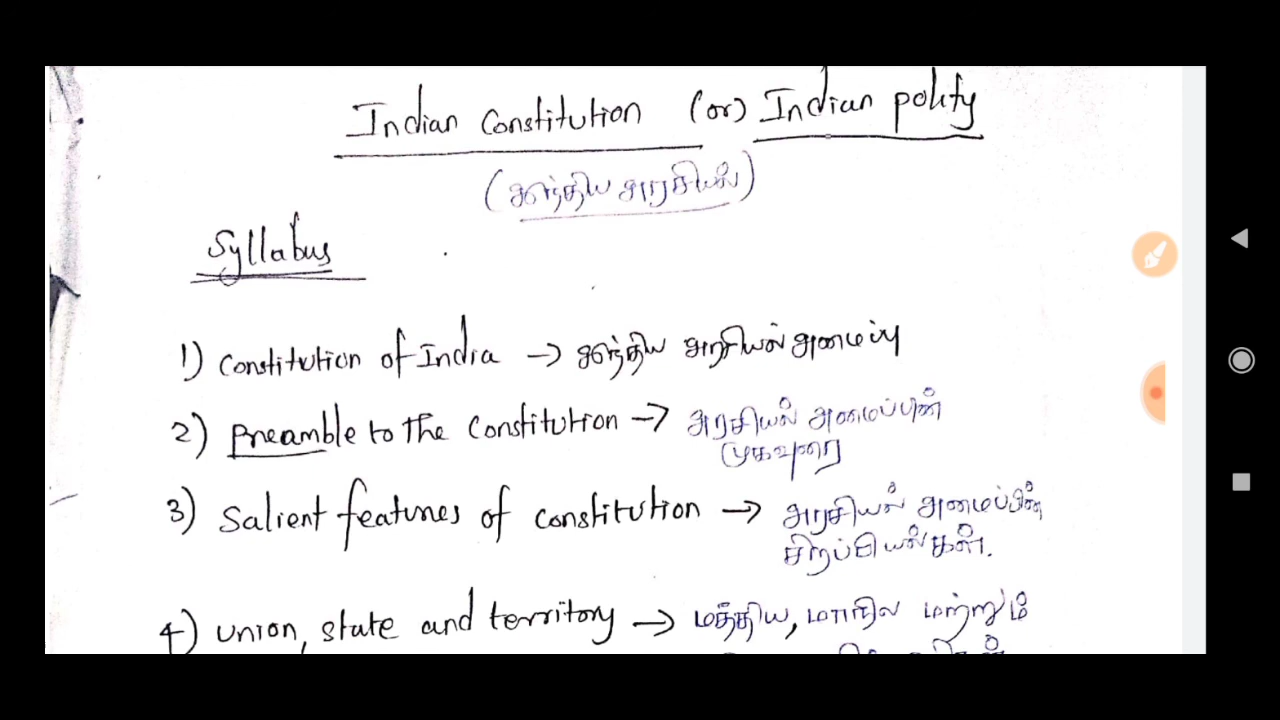 Indian Constitution (or) Indian polity
(இந்திய அரசியல்)
Syllabus
1) Constitution of India → இந்திய அரசியல் அமைப்பு
2) Preamble to the Constitution → அரசியல் அமைப்பின்
முகவுரை
3) Salient features of constitution → அரசியல் அமைப்பின்
சிறப்பியல்கள்.
4) Union, state and territory → மத்திய, மாநில மற்றும்